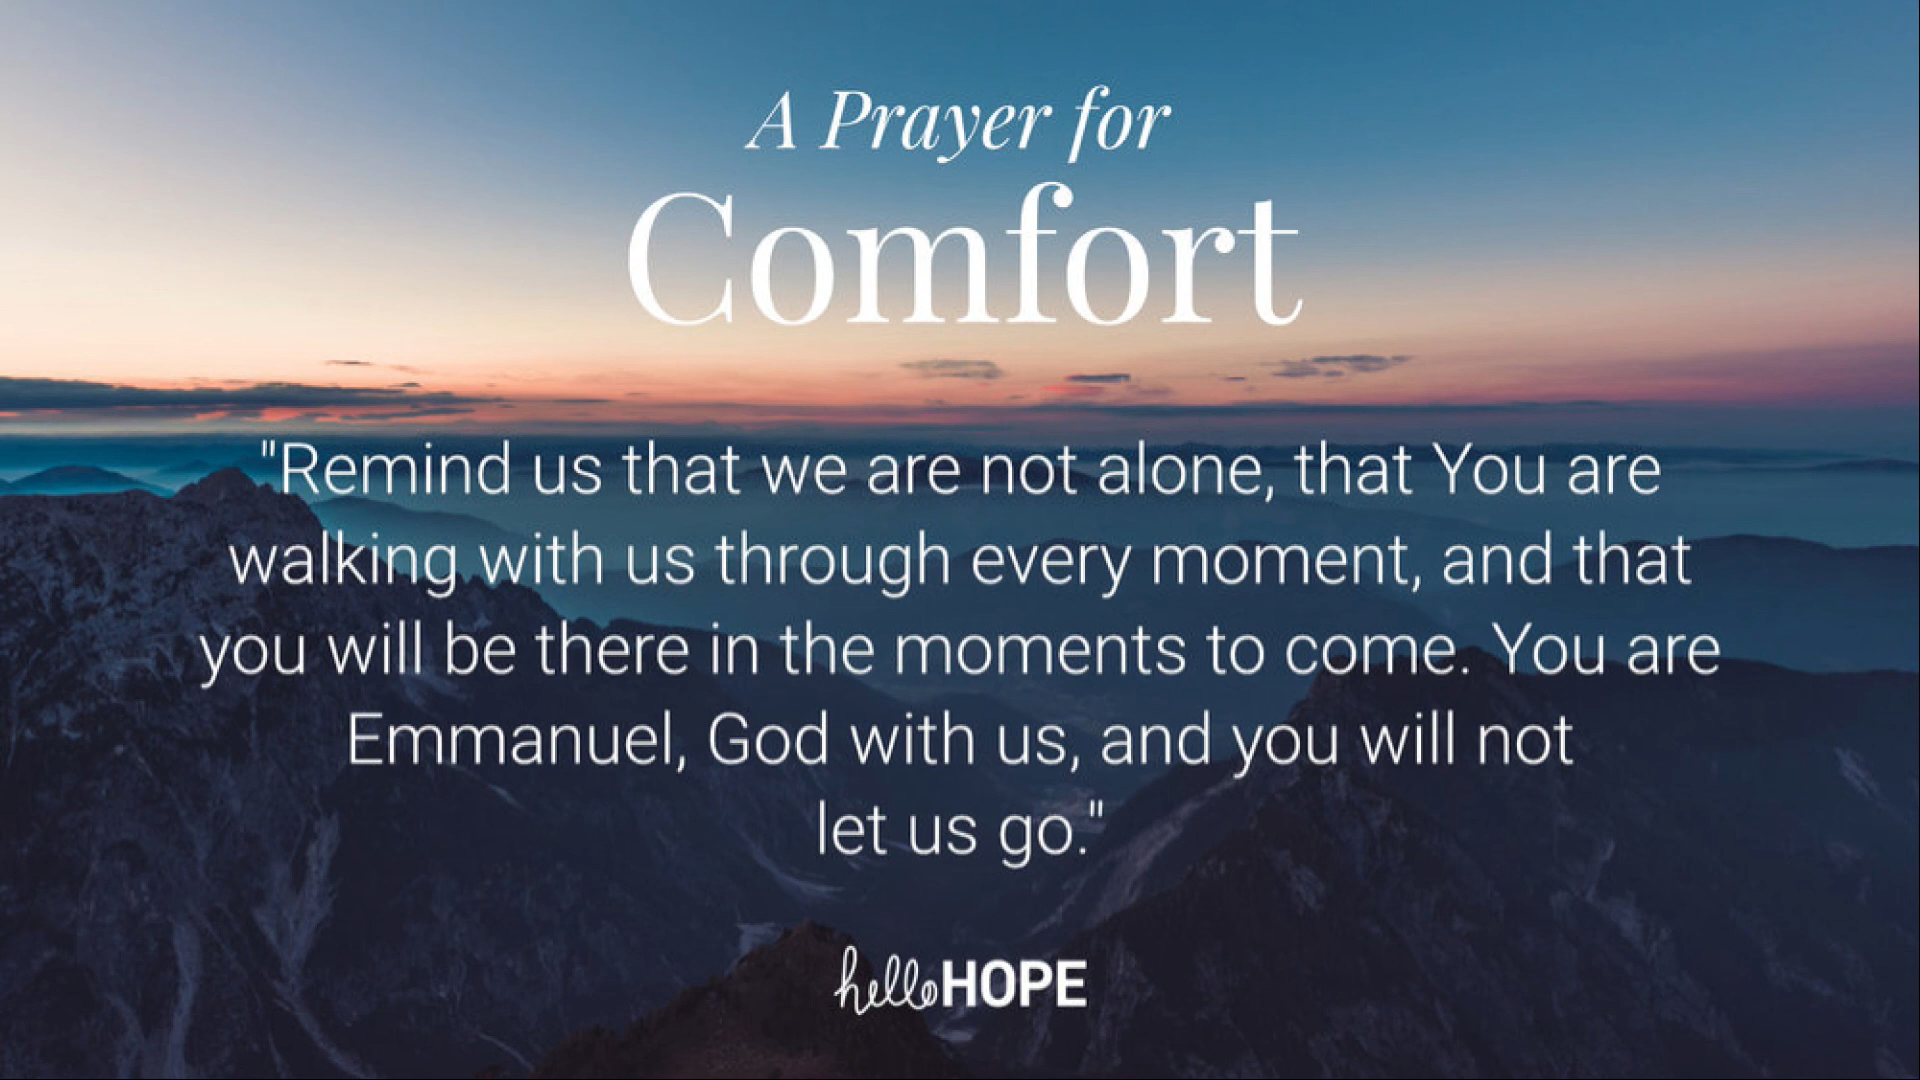 A Prayer for
Comfort
"Remind us that we are not alone, that You are
walking with us through every moment, and that
you will be there in the moments to come. You are
Emmanuel, God with us, and you will not
let us go."
helloHOPE